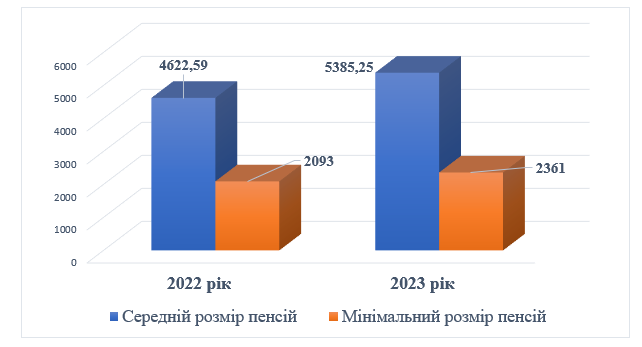 6000
5000
4000
3000
2000
1000
0
4622,59
2093
5385,25
2361
2022 рік
2023 рік
Середній розмір пенсій
Мінімальний розмір пенсій